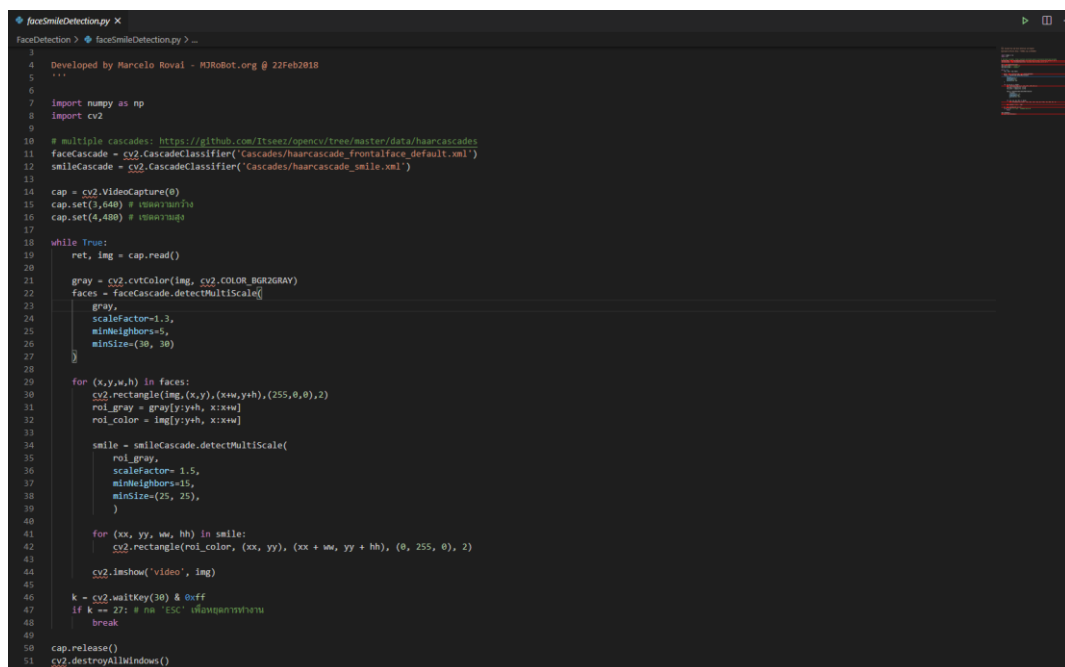 faceSmileDetection.py ×
FaceDetection > faceSmileDetection.py > ...
3
4 Developed by Marcelo Rovai - MJRoBot.org @ 22Feb2018
5 '''
6
7 import numpy as np
8 import cv2
9
10 # multiple cascades: https://github.com/Itseez/opencv/tree/master/data/haarcascades
11 faceCascade = cv2.CascadeClassifier('Cascades/haarcascade_frontalface_default.xml')
12 smileCascade = cv2.CascadeClassifier('Cascades/haarcascade_smile.xml')
13
14 cap = cv2.VideoCapture(0)
15 cap.set(3,640) # เซตความกว้าง
16 cap.set(4,480) # เซตความสูง
17
18 while True:
19 ret, img = cap.read()
20
21 gray = cv2.cvtColor(img, cv2.COLOR_BGR2GRAY)
22 faces = faceCascade.detectMultiScale(
23 gray,
24 scaleFactor=1.3,
25 minNeighbors=5,
26 minSize=(30, 30)
27 )
28
29 for (x,y,w,h) in faces:
30 cv2.rectangle(img,(x,y),(x+w,y+h),(255,0,0),2)
31 roi_gray = gray[y:y+h, x:x+w]
32 roi_color = img[y:y+h, x:x+w]
33
34 smile = smileCascade.detectMultiScale(
35 roi_gray,
36 scaleFactor= 1.5,
37 minNeighbors=15,
38 minSize=(25, 25),
39 )
40
41 for (xx, yy, ww, hh) in smile:
42 cv2.rectangle(roi_color, (xx, yy), (xx + ww, yy + hh), (0, 255, 0), 2)
43
44 cv2.imshow('video', img)
45
46 k = cv2.waitKey(30) & 0xff
47 if k == 27: # กด 'ESC' เพื่อหยุดการทำงาน
48 break
49
50 cap.release()
51 cv2.destroyAllWindows()